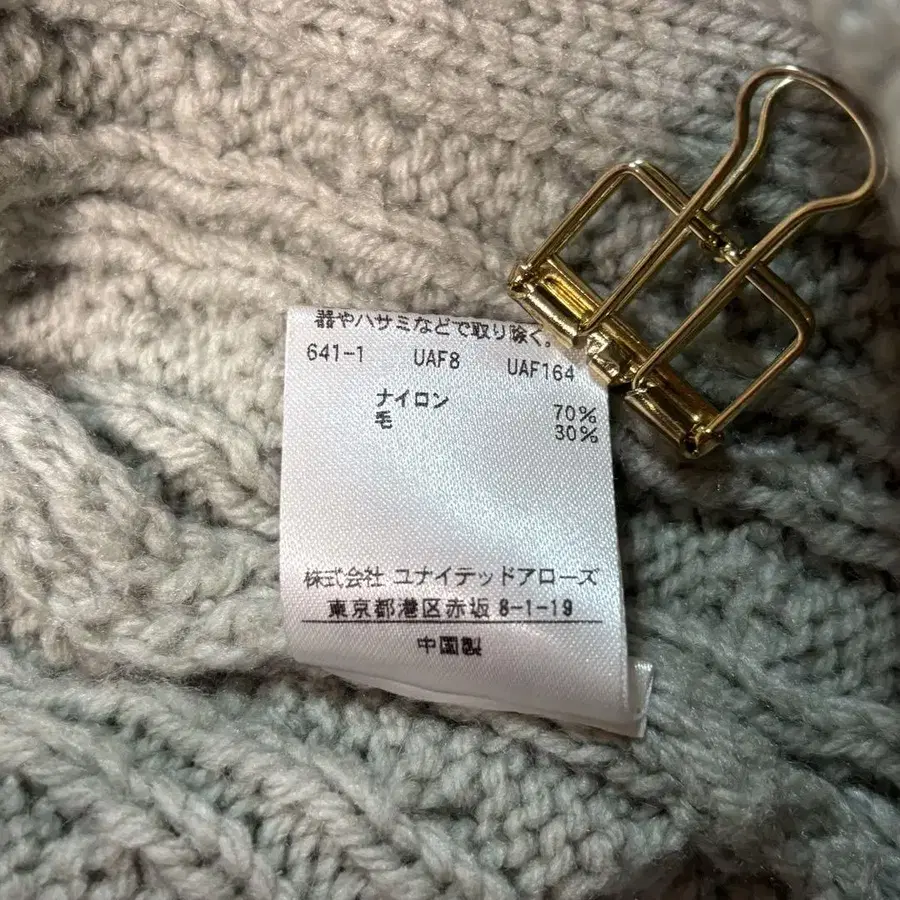 器やハサミなどで取り除く。
641-1 UAF8 UAF164
ナイロン 70%
毛 30%
株式会社 ユナイテッドアローズ
東京都港区赤坂 8-1-19
中国製